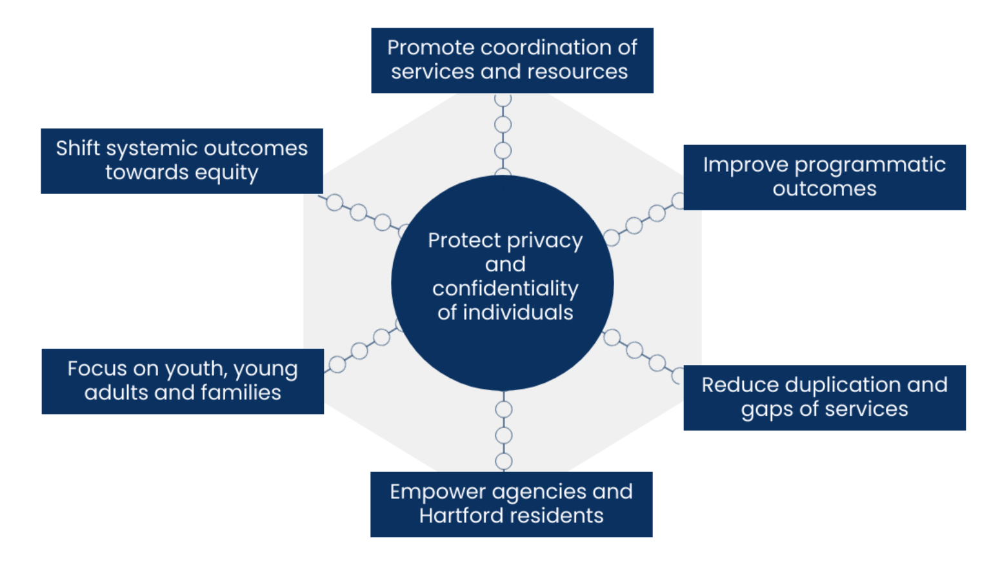 Promote coordination of
services and resources
Shift systemic outcomes
towards equity
Improve programmatic
outcomes
Protect privacy
and
confidentiality
of individuals
Focus on youth, young
adults and families
Reduce duplication and
gaps of services
Empower agencies and
Hartford residents